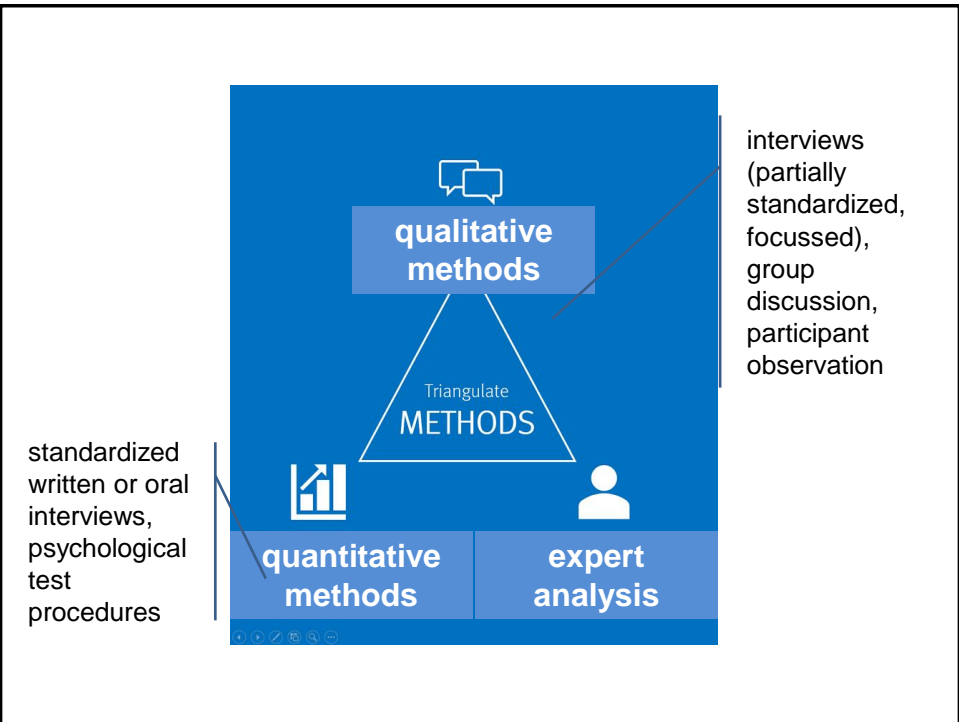 qualitative
methods
interviews
(partially
standardized,
focussed),
group
discussion,
participant
observation
Triangulate
METHODS
standardized
written or oral
interviews,
psychological
test
procedures
quantitative
methods
expert
analysis